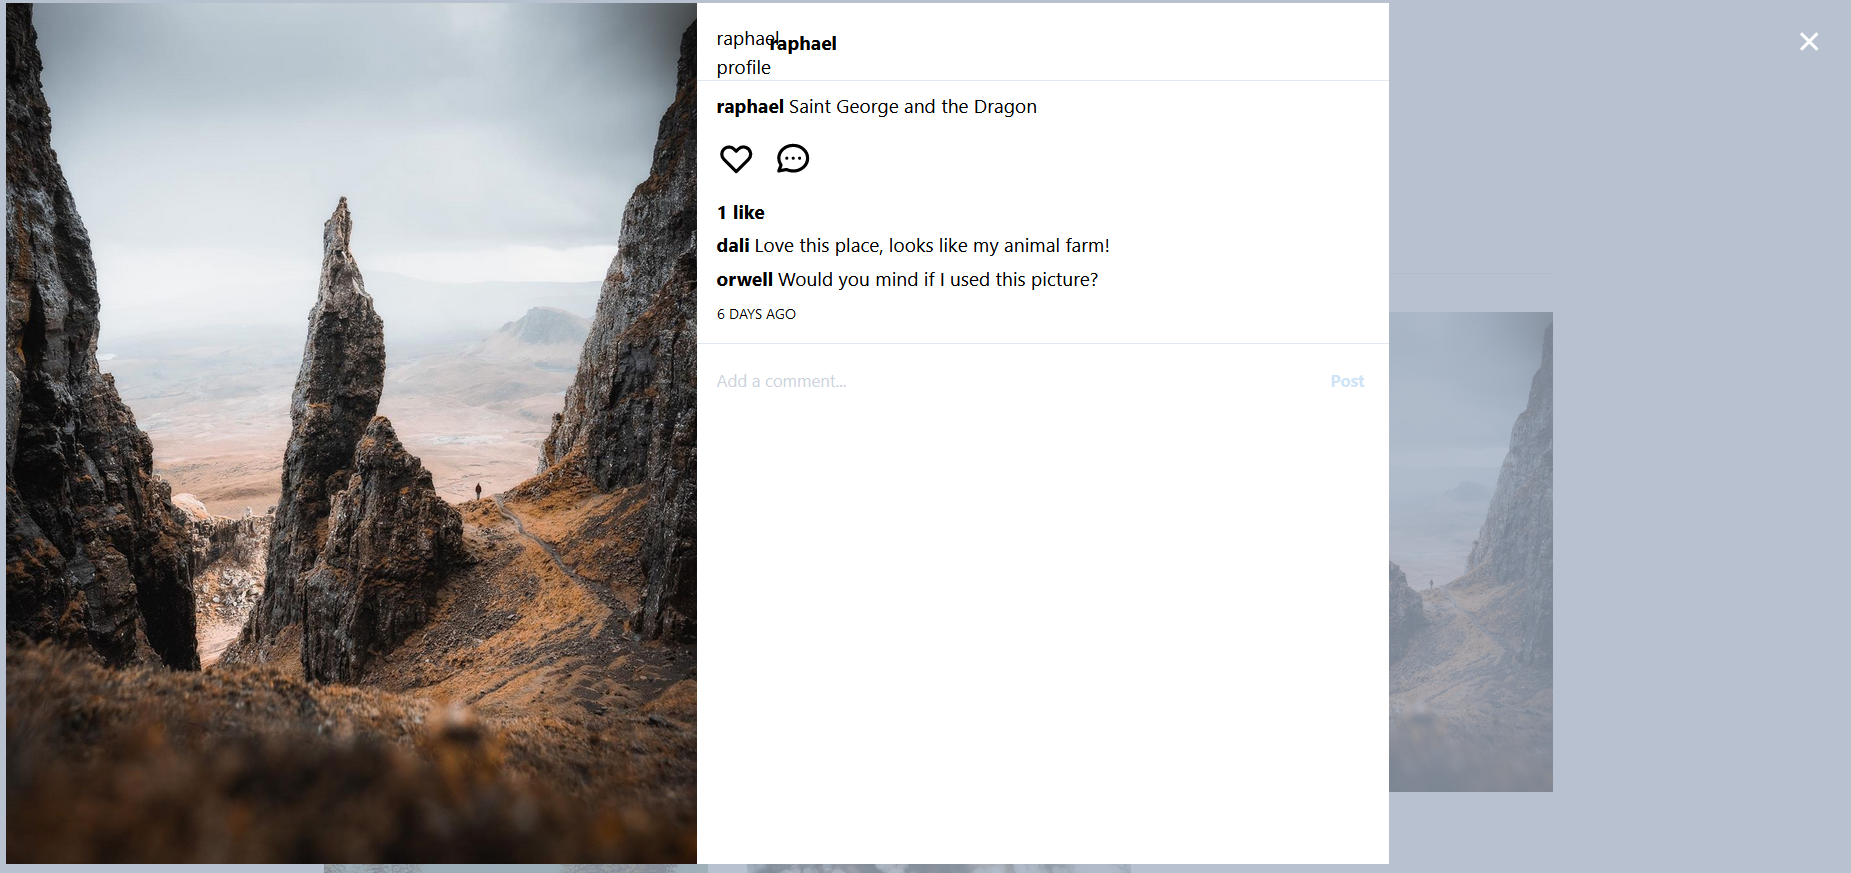 raphael profile
raphael
raphael Saint George and the Dragon
1 like
dali Love this place, looks like my animal farm!
orwell Would you mind if I used this picture?
6 DAYS AGO
Add a comment... Post